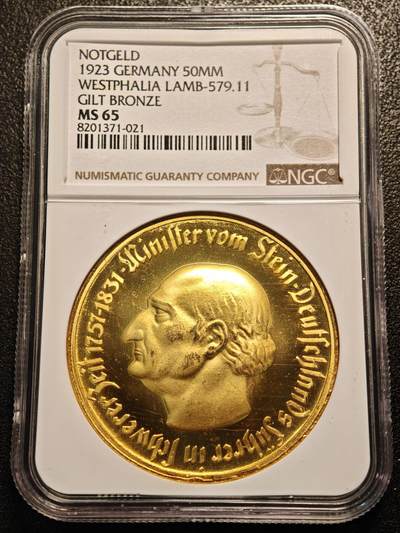 NOTGELD
1923 GERMANY 50MM
WESTPHALIA LAMB-579.11
GILT BRONZE
MS 65
8201371-021
NUMISMATIC GUARANTY COMPANY NGC
Minister vom Stein · Deutschlands Führer in schwerer Zeit 1757-1831 ·